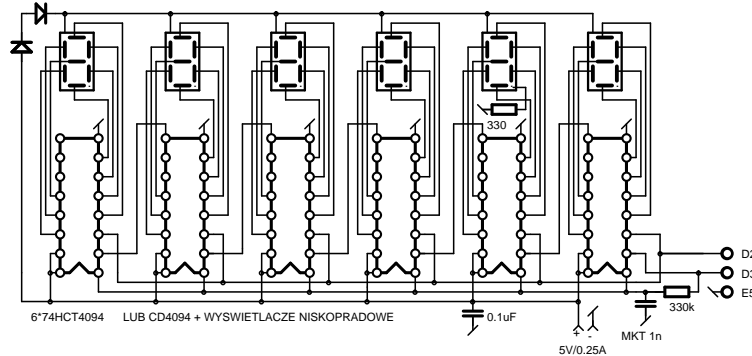 330
D2
D3
E5
6*74HCT4094
LUB CD4094 + WYSWIETLACZE NISKOPRADOWE
0.1uF
330k
+
-
MKT 1n
5V/0.25A